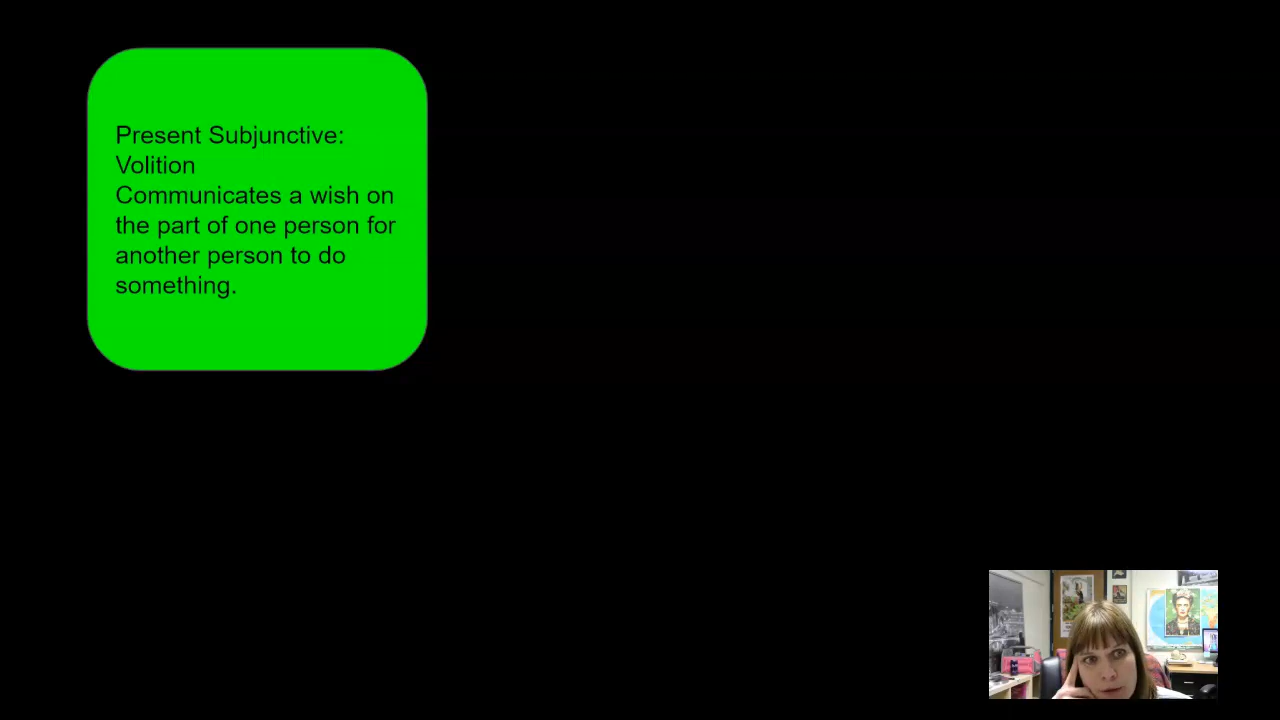 Present Subjunctive:
Volition
Communicates a wish on
the part of one person for
another person to do
something.